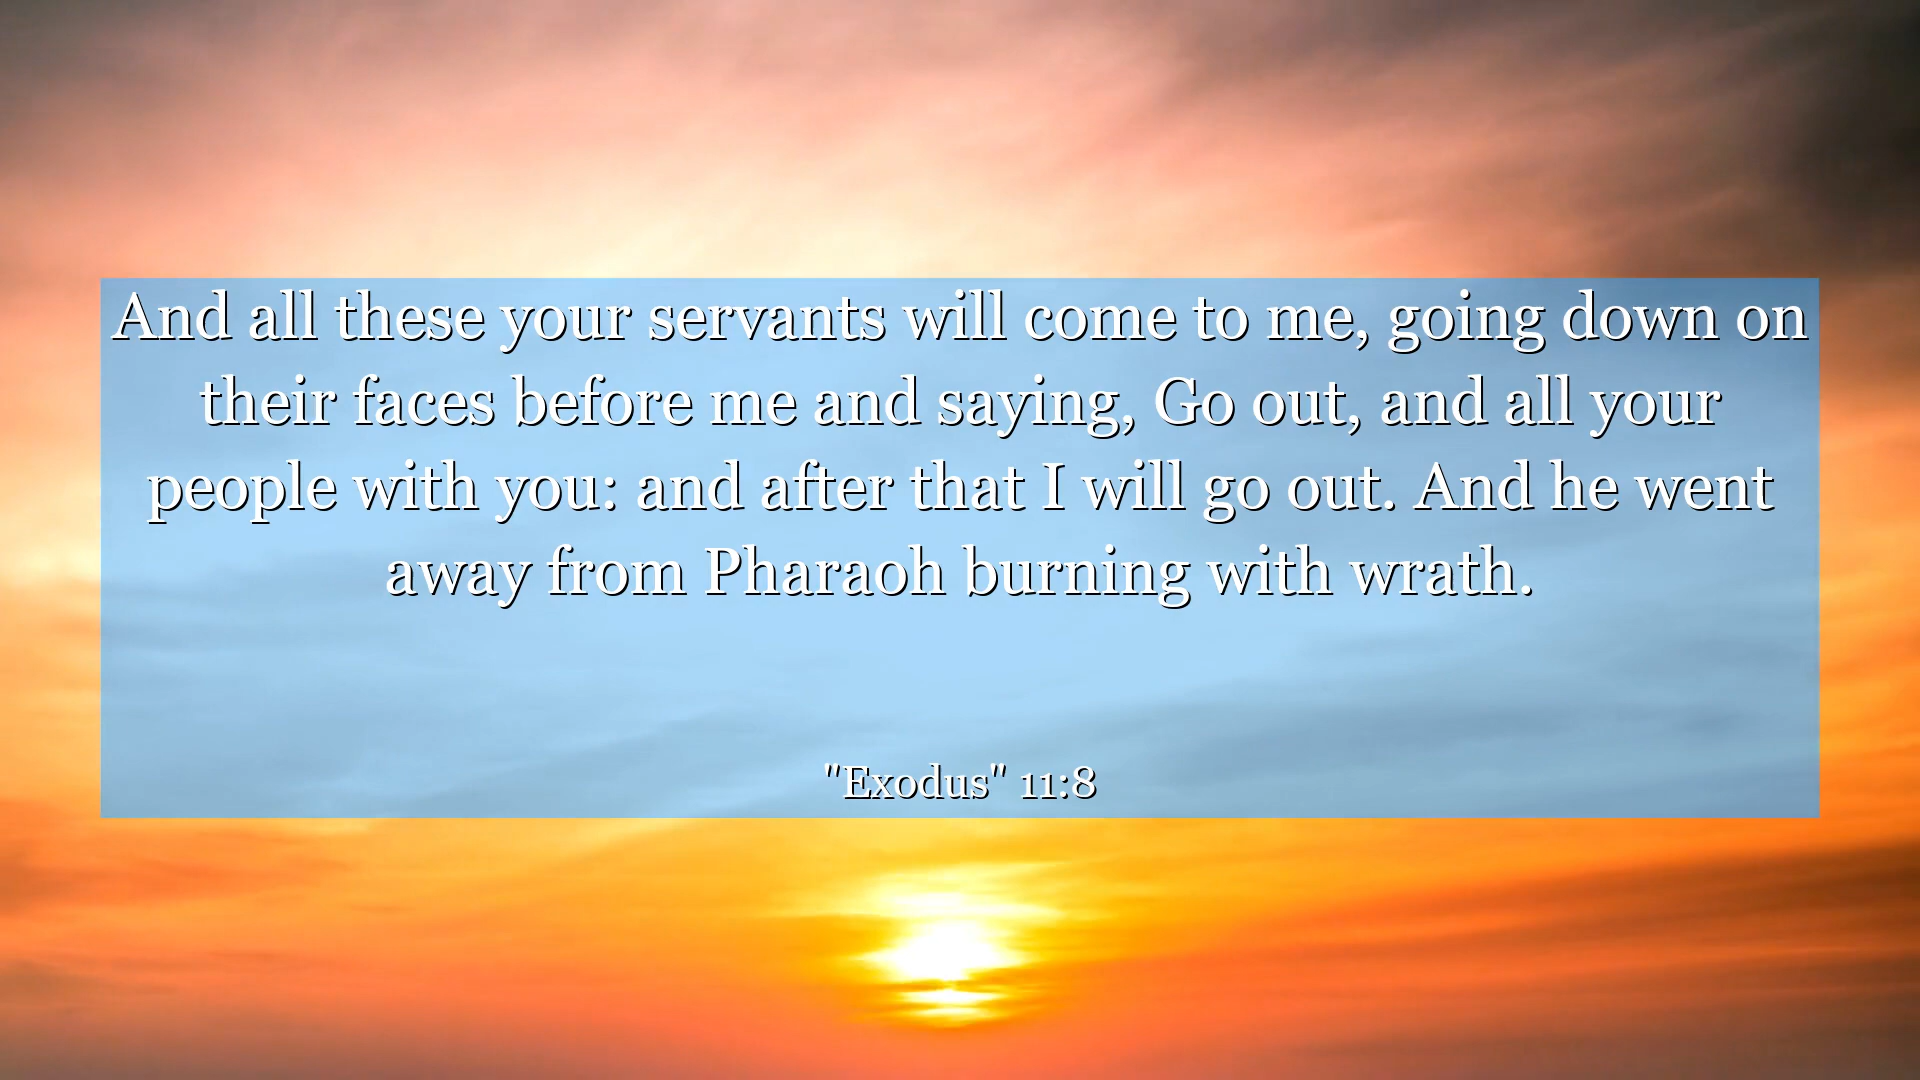 And all these your servants will come to me, going down on
their faces before me and saying, Go out, and all your
people with you: and after that I will go out. And he went
away from Pharaoh burning with wrath.
"Exodus" 11:8